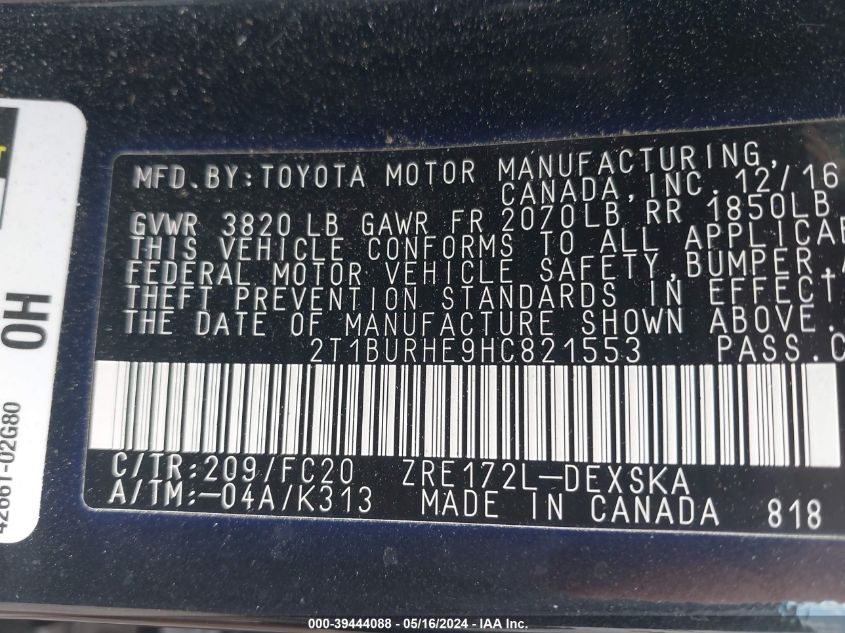 MFD.BY:TOYOTA MOTOR MANUFACTURING,
CANADA,INC. 12/16
GVWR 3820 LB GAWR FR 2070LB RR 1850LB
THIS VEHICLE CONFORMS TO ALL
FEDERAL MOTOR VEHICLE SAFETY,BUMPER,
THEFT PREVENTION STANDARDS IN EFFECT
THE DATE OF MANUFACTURE SHOWN ABOVE.
2T1BURHE9HC821553 PASS.C
C/TR:209/FC20 ZRE172L-DEXSKA
A/TM:-04A/K313 MADE IN CANADA 818
OH
42661-02G80
000-39444088 - 05/16/2024 - IAA Inc.